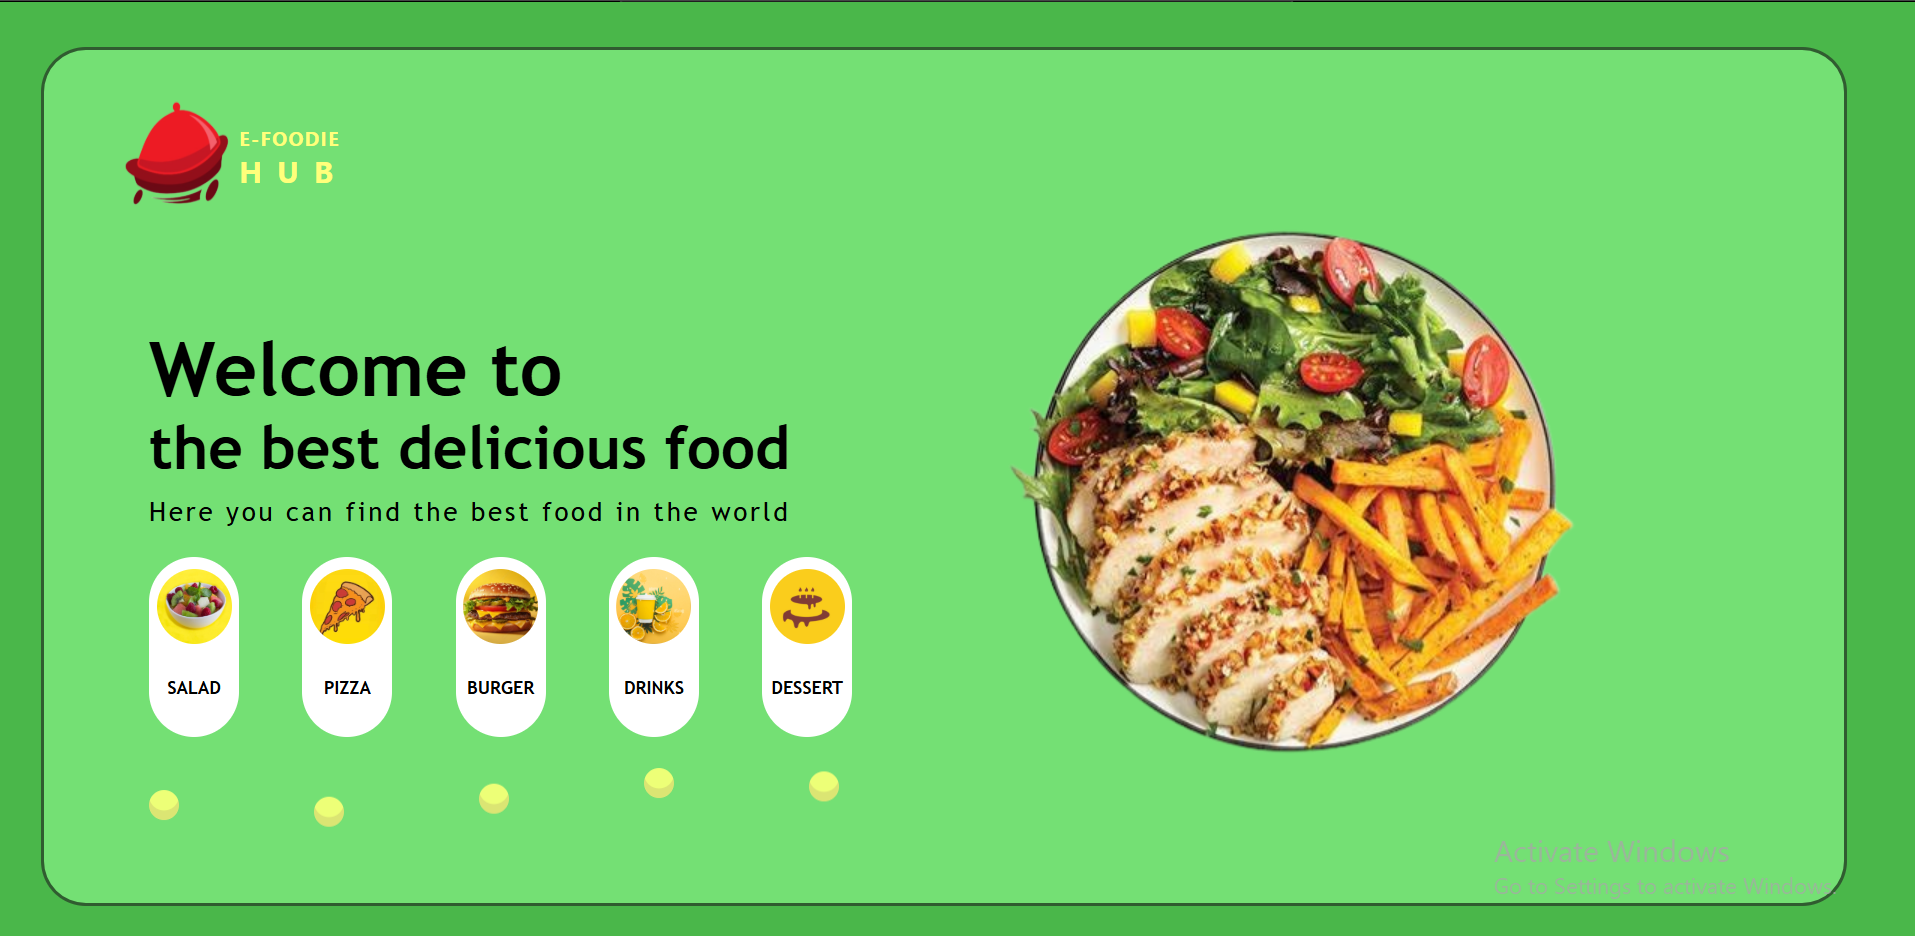 E-FOODIE
HUB
Welcome to
the best delicious food
Here you can find the best food in the world
SALAD
PIZZA
BURGER
DRINKS
DESSERT
Activate Windows
Go to Settings to activate Windows.